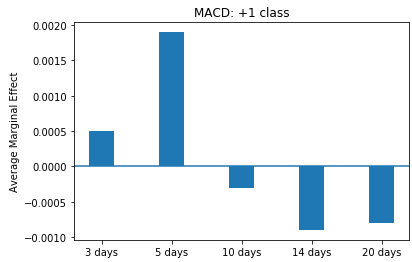 MACD: +1 class
Average Marginal Effect
0.0020
0.0015
0.0010
0.0005
0.0000
−0.0005
−0.0010
3 days 5 days 10 days 14 days 20 days